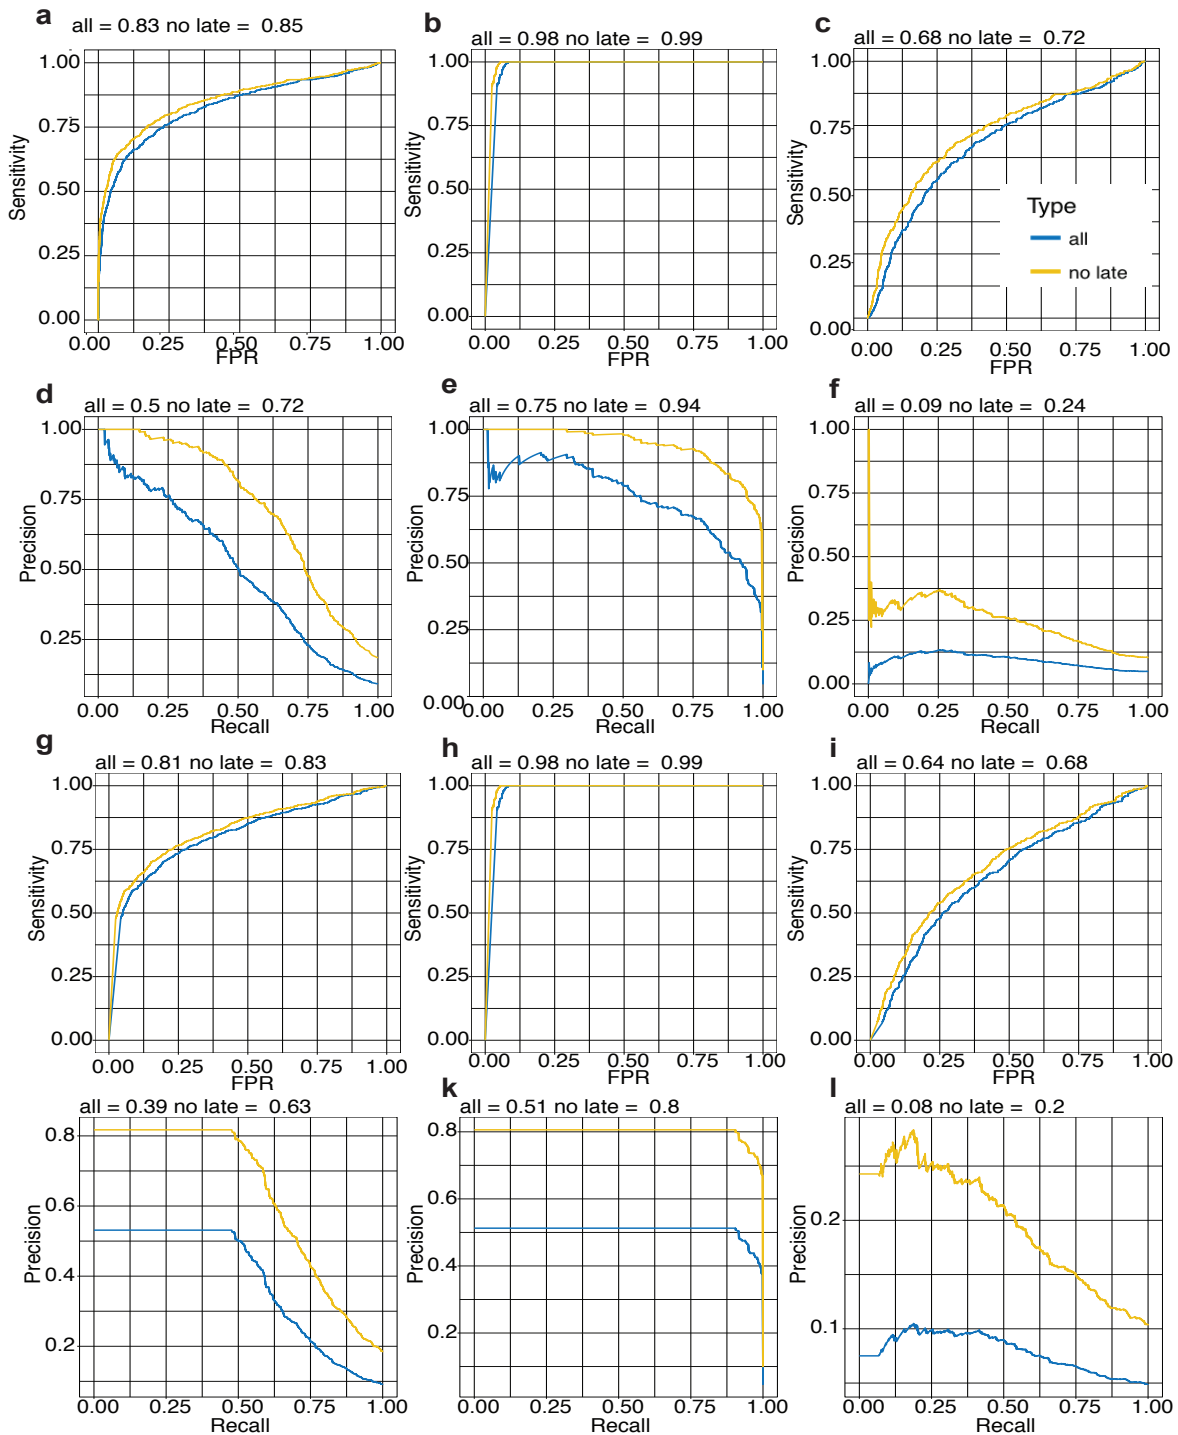 a
all = 0.83 no late = 0.85
1.00
0.75
0.50
0.25
0.00
Sensitivity
0.00 0.25 0.50 0.75 1.00
FPR
b
all = 0.98 no late = 0.99
1.00
0.75
0.50
0.25
0.00
Sensitivity
0.00 0.25 0.50 0.75 1.00
FPR
c
all = 0.68 no late = 0.72
1.00
0.75
0.50
0.25
0.00
Sensitivity
Type
all
no late
0.00 0.25 0.50 0.75 1.00
FPR
d
all = 0.5 no late = 0.72
1.00
0.75
0.50
0.25
Precision
0.00 0.25 0.50 0.75 1.00
Recall
e
all = 0.75 no late = 0.94
1.00
0.75
0.50
0.25
0.00
Precision
0.00 0.25 0.50 0.75 1.00
Recall
f
all = 0.09 no late = 0.24
1.00
0.75
0.50
0.25
0.00
Precision
0.00 0.25 0.50 0.75 1.00
Recall
g
all = 0.81 no late = 0.83
1.00
0.75
0.50
0.25
0.00
Sensitivity
0.00 0.25 0.50 0.75 1.00
FPR
h
all = 0.98 no late = 0.99
1.00
0.75
0.50
0.25
0.00
Sensitivity
0.00 0.25 0.50 0.75 1.00
FPR
i
all = 0.64 no late = 0.68
1.00
0.75
0.50
0.25
0.00
Sensitivity
0.00 0.25 0.50 0.75 1.00
FPR
all = 0.39 no late = 0.63
0.8
0.6
0.4
0.2
Precision
0.00 0.25 0.50 0.75 1.00
Recall
k
all = 0.51 no late = 0.8
0.8
0.6
0.4
0.2
Precision
0.00 0.25 0.50 0.75 1.00
Recall
l
all = 0.08 no late = 0.2
0.2
0.1
Precision
0.00 0.25 0.50 0.75 1.00
Recall